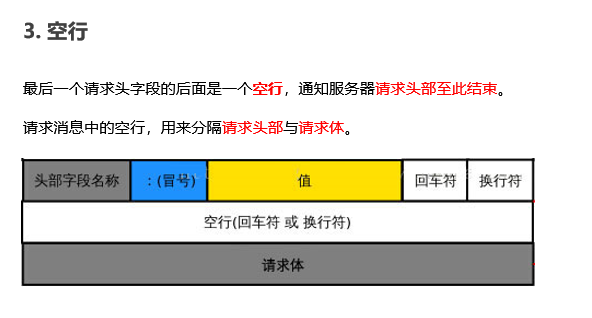 3. 空行
最后一个请求头字段的后面是一个空行，通知服务器请求头部至此结束。
请求消息中的空行，用来分隔请求头部与请求体。
头部字段名称 ：(冒号) 值 回车符 换行符
空行(回车符 或 换行符)
请求体